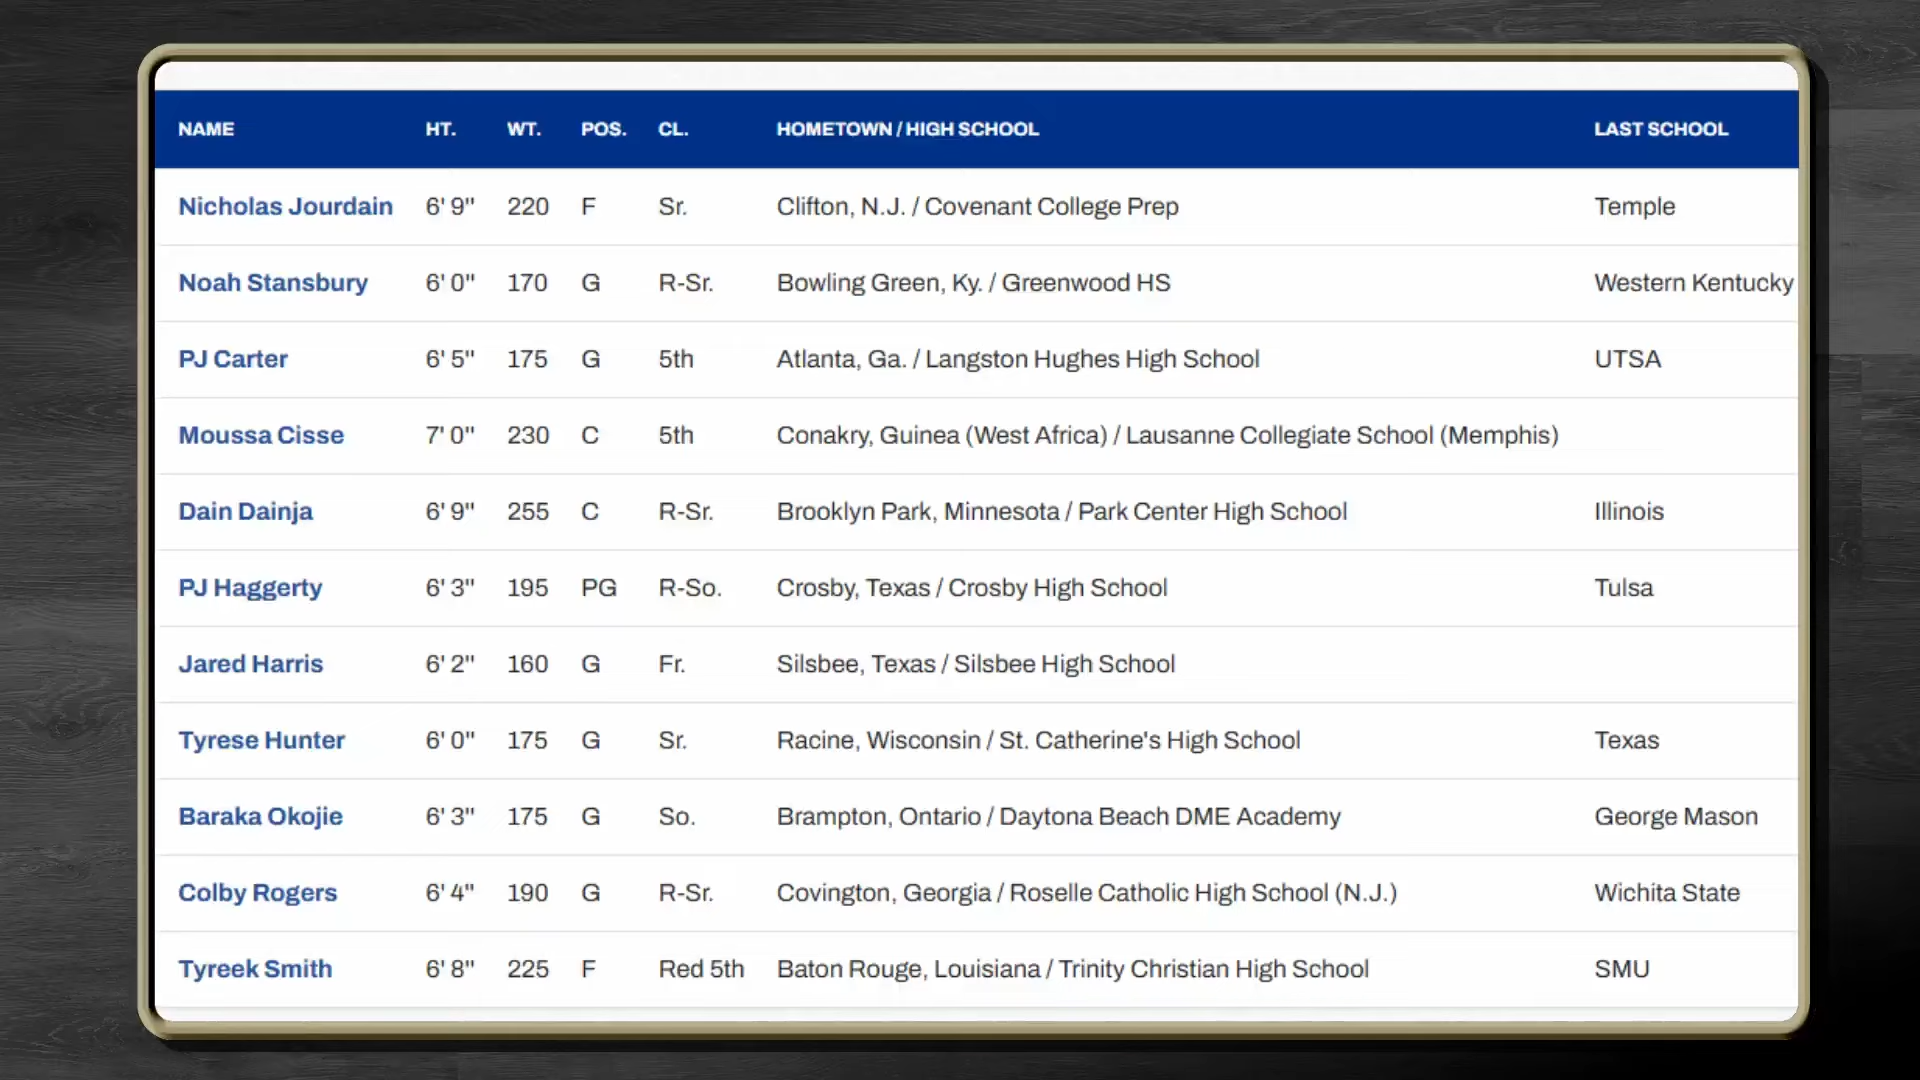 NAME HT. WT. POS. CL. HOMETOWN / HIGH SCHOOL LAST SCHOOL
Nicholas Jourdain 6' 9" 220 F Sr. Clifton, N.J. / Covenant College Prep Temple
Noah Stansbury 6' 0" 170 G R-Sr. Bowling Green, Ky. / Greenwood HS Western Kentucky
PJ Carter 6' 5" 175 G 5th Atlanta, Ga. / Langston Hughes High School UTSA
Moussa Cisse 7' 0" 230 C 5th Conakry, Guinea (West Africa) / Lausanne Collegiate School (Memphis)
Dain Dainja 6' 9" 255 C R-Sr. Brooklyn Park, Minnesota / Park Center High School Illinois
PJ Haggerty 6' 3" 195 PG R-So. Crosby, Texas / Crosby High School Tulsa
Jared Harris 6' 2" 160 G Fr. Silsbee, Texas / Silsbee High School
Tyrese Hunter 6' 0" 175 G Sr. Racine, Wisconsin / St. Catherine's High School Texas
Baraka Okojie 6' 3" 175 G So. Brampton, Ontario / Daytona Beach DME Academy George Mason
Colby Rogers 6' 4" 190 G R-Sr. Covington, Georgia / Roselle Catholic High School (N.J.) Wichita State
Tyreek Smith 6' 8" 225 F Red 5th Baton Rouge, Louisiana / Trinity Christian High School SMU